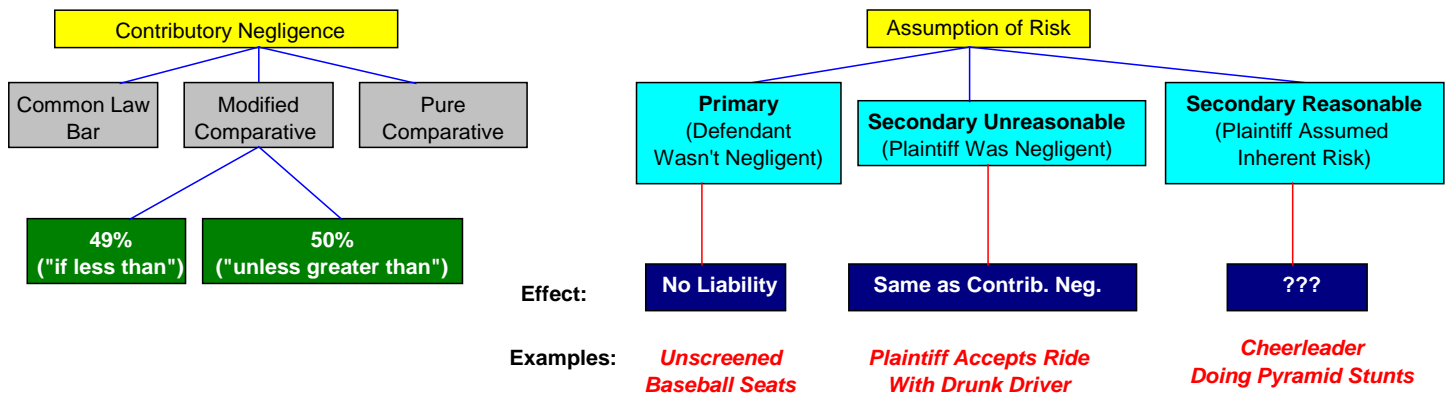 Contributory Negligence
Common Law
Bar
Modified
Comparative
Pure
Comparative
49%
("if less than")
50%
("unless greater than")
Assumption of Risk
Primary
(Defendant
Wasn't Negligent)
Secondary Unreasonable
(Plaintiff Was Negligent)
Secondary Reasonable
(Plaintiff Assumed
Inherent Risk)
Effect:
No Liability
Same as Contrib. Neg.
???
Examples:
Unscreened
Baseball Seats
Plaintiff Accepts Ride
With Drunk Driver
Cheerleader
Doing Pyramid Stunts